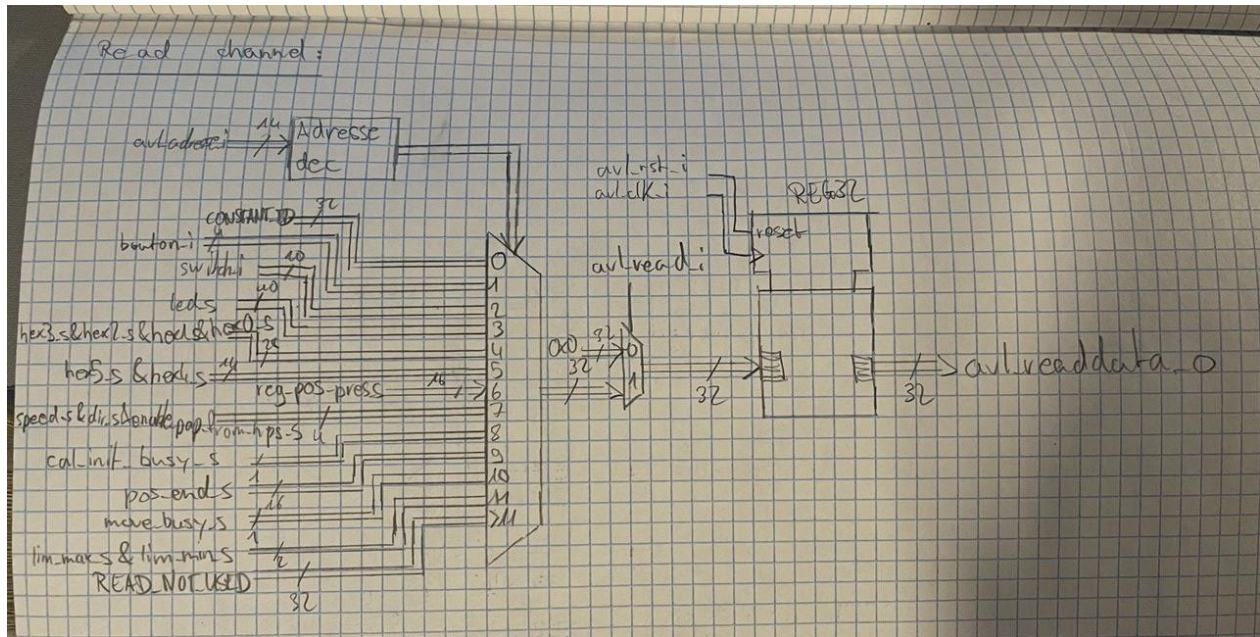 Read channel:
14
avl_adress_i
Adresse
dec
avl_rst_i
avl_clk_i
REG32
reset
CONSTANT_ID
32
bouton_i
4
switch_i
10
led_s
10
hex3_s&hex2_s&hex1_s&hex0_s
28
hex5_s&hex4_s
14
reg_pos_press
16
speed_s&dir_s&enable_pap_from_hps_s
4
cal_init_busy_s
1
pos_end_s
16
move_busy_s
1
lim_max_s & lim_min_s
2
READ_NOT_USED
32
0
1
2
3
4
5
6
7
8
9
10
11
>11
avl_read_i
0x0
32
32
0
1
32
32
avl_readdata_o